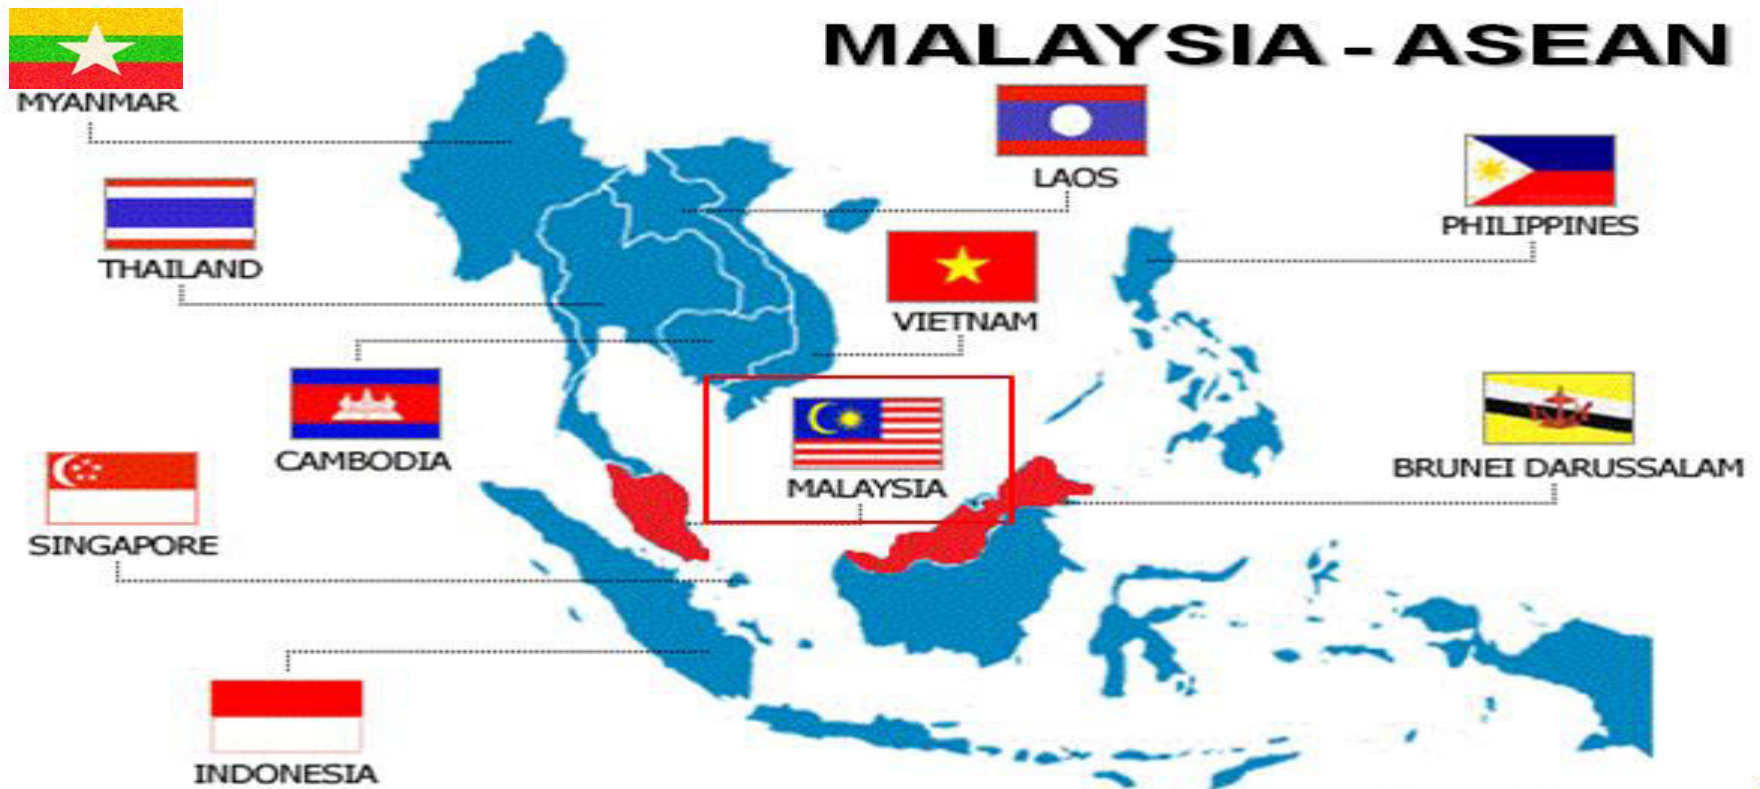 MALAYSIA - ASEAN
MYANMAR
LAOS
PHILIPPINES
THAILAND
VIETNAM
CAMBODIA
MALAYSIA
BRUNEI DARUSSALAM
SINGAPORE
INDONESIA